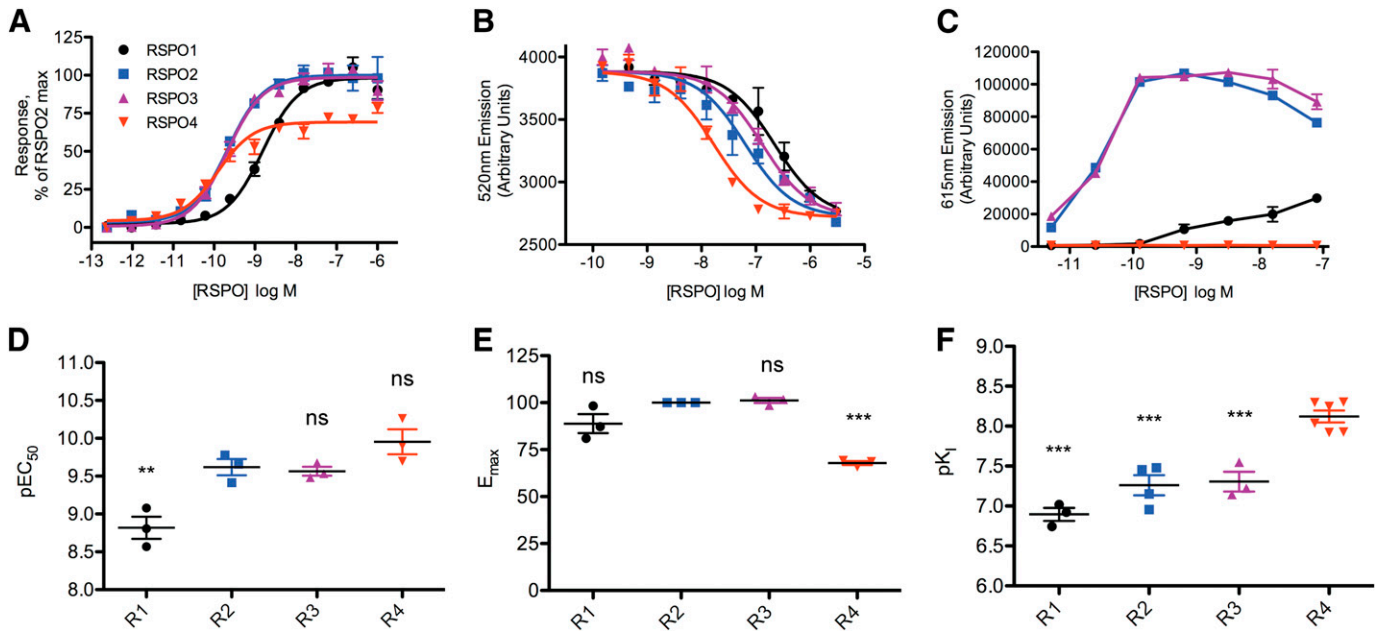 A
Response,
% of RSPO2 max
125
100
75
50
25
0
RSPO1
RSPO2
RSPO3
RSPO4
-13 -12 -11 -10 -9 -8 -7 -6
[RSPO] log M
B
520nm Emission
(Arbitrary Units)
4000
3500
3000
2500
-10 -9 -8 -7 -6 -5
[RSPO] log M
C
615nm Emission
(Arbitrary Units)
120000
100000
80000
60000
40000
20000
0
-11 -10 -9 -8 -7
[RSPO] log M
D
pEC50
11.0
10.5
10.0
9.5
9.0
8.5
8.0
**
ns
ns
R1 R2 R3 R4
E
Emax
125
100
75
50
25
0
ns
ns
***
R1 R2 R3 R4
F
pKI
9.0
8.5
8.0
7.5
7.0
6.5
6.0
***
***
***
R1 R2 R3 R4